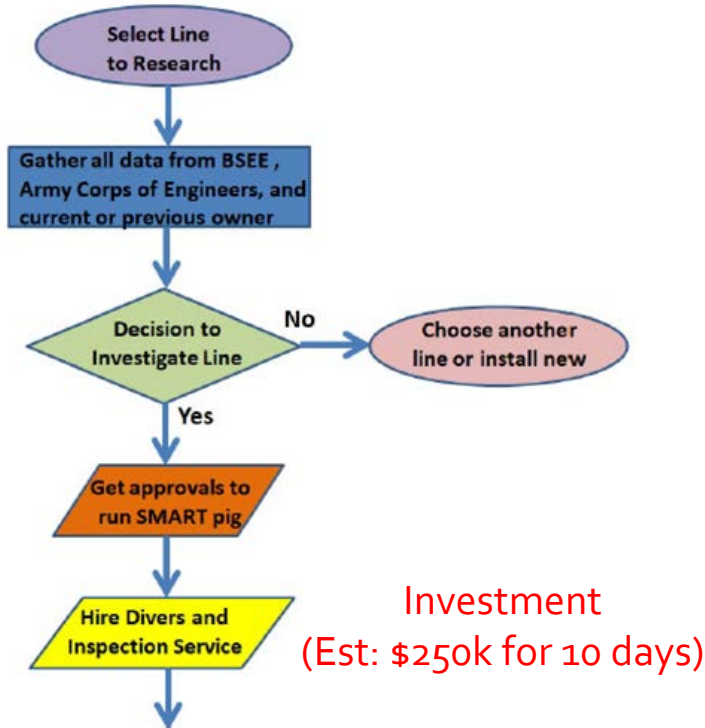 Select Line
to Research
Gather all data from BSEE ,
Army Corps of Engineers, and
current or previous owner
Decision to
Investigate Line
No
Choose another
line or install new
Yes
Get approvals to
run SMART pig
Hire Divers and
Inspection Service
Investment
(Est: $250k for 10 days)